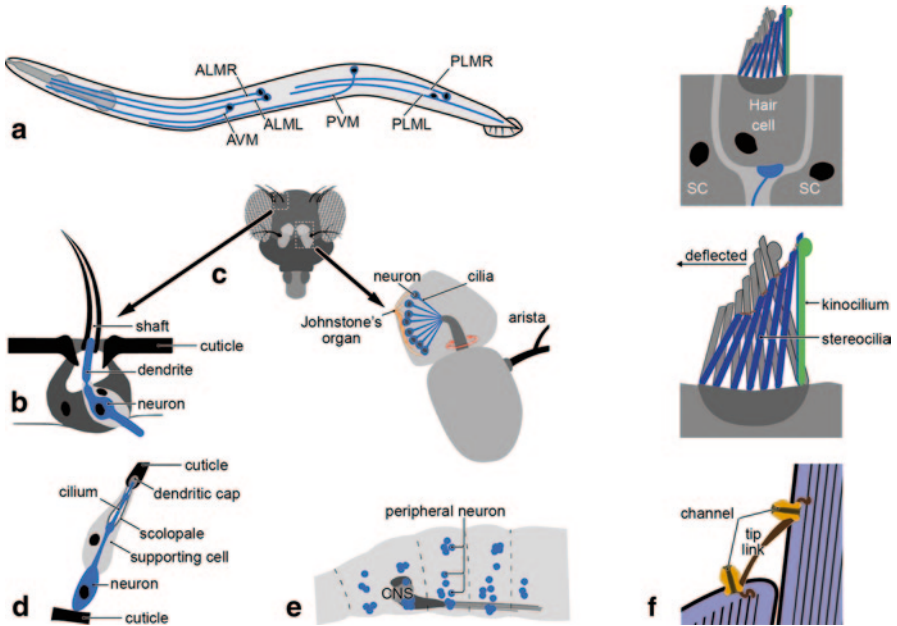 a
ALMR
ALML
AVM
PVM
PLMR
PLML
b
shaft
cuticle
dendrite
neuron
c
neuron
cilia
Johnstone's
organ
arista
d
cuticle
dendritic cap
cilium
scolopale
supporting cell
neuron
cuticle
e
peripheral neuron
CNS
Hair
cell
SC
SC
deflected
kinocilium
stereocilia
channel
tip
link
f